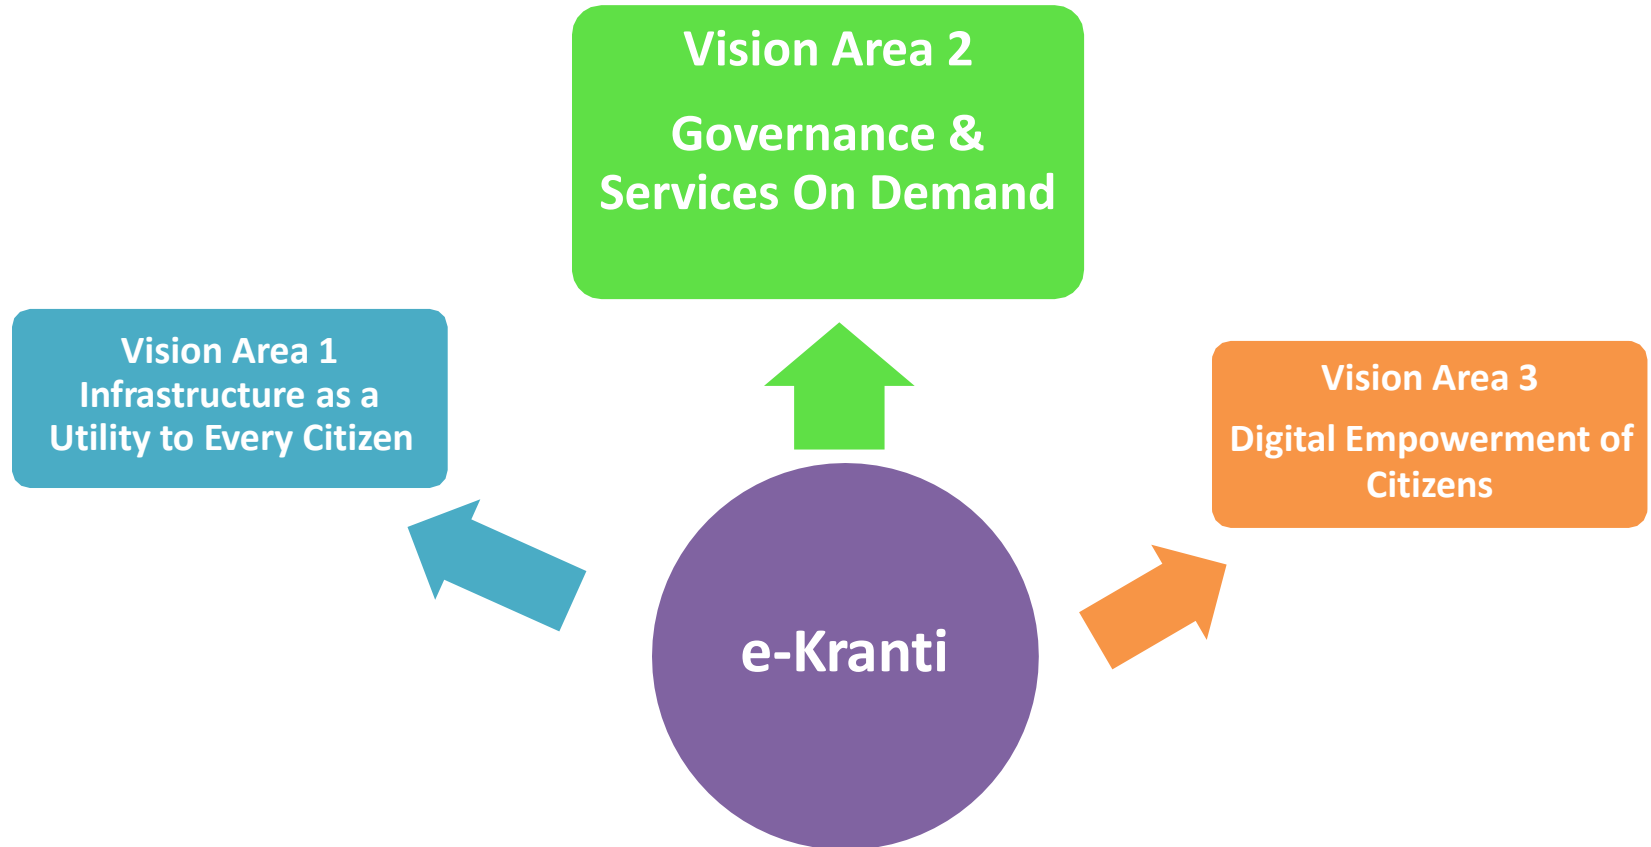 Vision Area 2
Governance &
Services On Demand
Vision Area 1
Infrastructure as a
Utility to Every Citizen
Vision Area 3
Digital Empowerment of
Citizens
e-Kranti